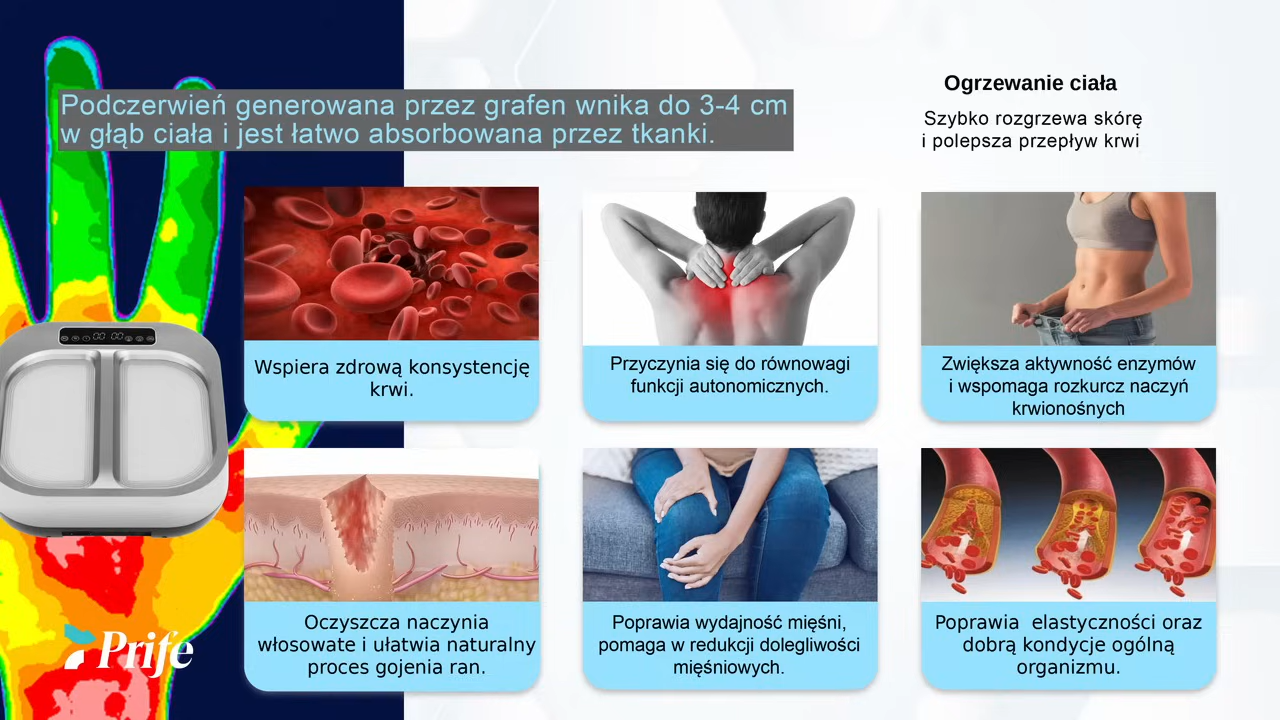 Podczerwień generowana przez grafen wnika do 3-4 cm
w głąb ciała i jest łatwo absorbowana przez tkanki.
Ogrzewanie ciała
Szybko rozgrzewa skórę
i polepsza przepływ krwi
Wspiera zdrową konsystencję
krwi.
Przyczynia się do równowagi
funkcji autonomicznych.
Zwiększa aktywność enzymów
i wspomaga rozkurcz naczyń
krwionośnych
Oczyszcza naczynia
włosowate i ułatwia naturalny
proces gojenia ran.
Poprawia wydajność mięśni,
pomaga w redukcji dolegliwości
mięśniowych.
Poprawia  elastyczności oraz
dobrą kondycje ogólną
organizmu.
Prife